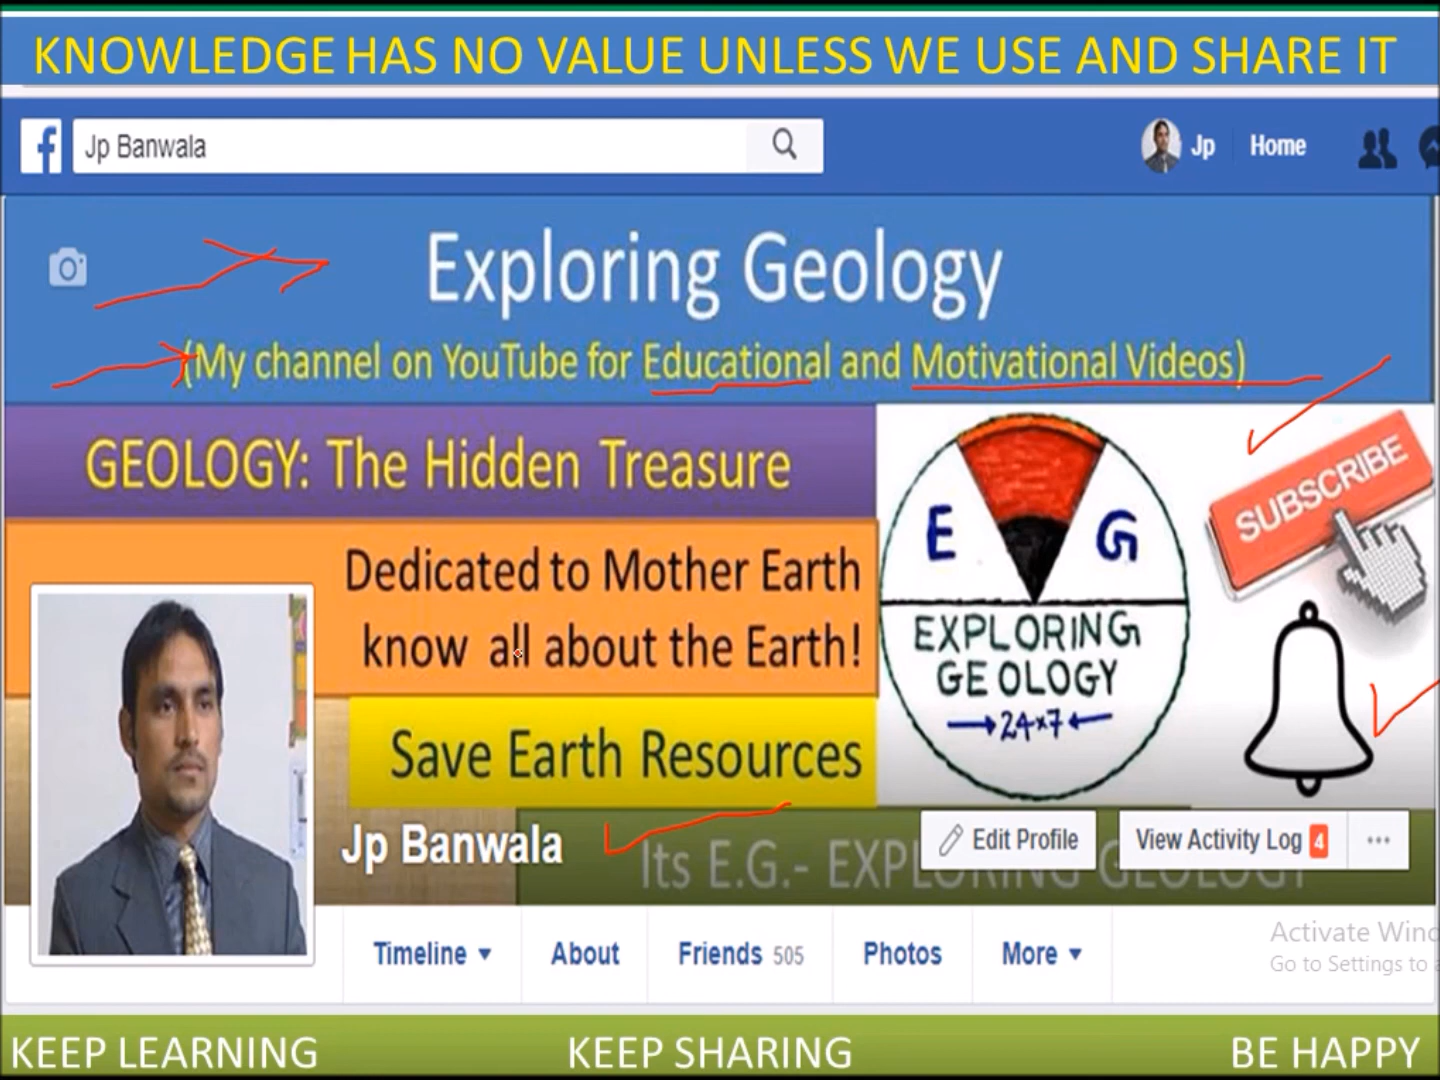 KNOWLEDGE HAS NO VALUE UNLESS WE USE AND SHARE IT
Jp Banwala
Jp
Home
Exploring Geology
(My channel on YouTube for Educational and Motivational Videos)
GEOLOGY: The Hidden Treasure
SUBSCRIBE
E G
Dedicated to Mother Earth
know all about the Earth!
EXPLORING
GEOLOGY
24x7
Save Earth Resources
Jp Banwala
Edit Profile
View Activity Log 4
Its E.G.- EXPLORING GEOLOGY
Timeline
About
Friends 505
Photos
More
Activate
Go to Settings to
KEEP LEARNING
KEEP SHARING
BE HAPPY